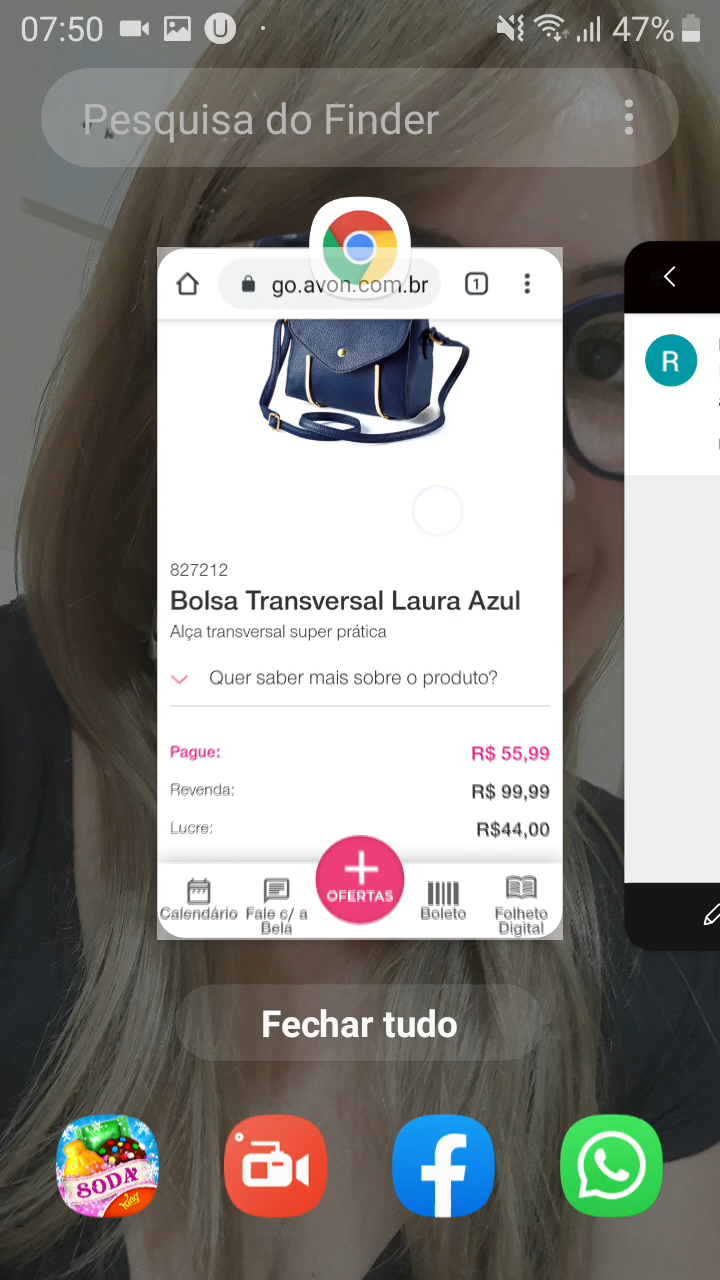 07:50
47%
Pesquisa do Finder
go.avon.com.br
1
R
827212
Bolsa Transversal Laura Azul
Alça transversal super prática
Quer saber mais sobre o produto?
Pague: R$ 55,99
Revenda: R$ 99,99
Lucre: R$44,00
Calendário
Fale c/ a
Bela
OFERTAS
Boleto
Folheto
Digital
Fechar tudo
SODA
King